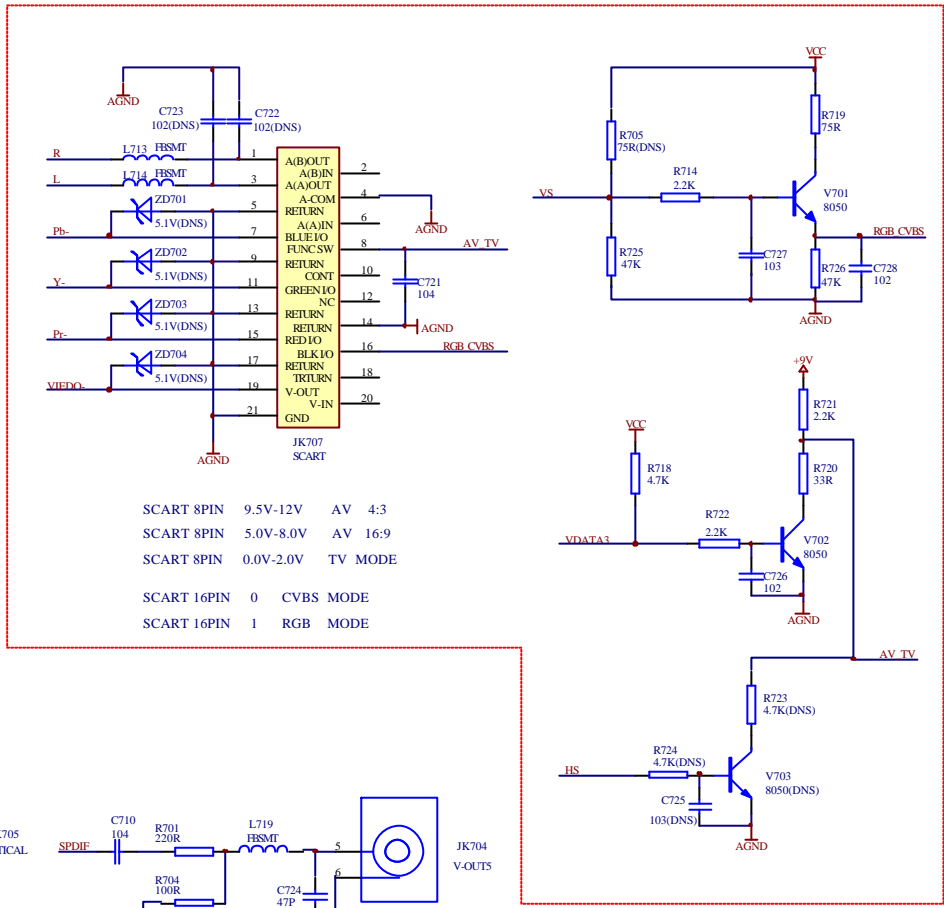 VCC
AGND
C723
102(DNS)
C722
102(DNS)
R L713 FBSMT 1
L L714 FBSMT 3
A(B)OUT
A(B)IN 2
A(A)OUT
A-COM 4
AGND
ZD701
5.1V(DNS)
5 RETURN
A(A)IN 6
Pb- 7 BLUE I/O
FUNC SW 8 AV_TV
ZD702
5.1V(DNS)
9 RETURN
CONT 10
C721
104
Y- 11 GREEN I/O
NC 12
ZD703
5.1V(DNS)
13 RETURN
RETURN 14 AGND
Pr- 15 RED I/O
BLK I/O 16 RGB_CVBS
ZD704
5.1V(DNS)
17 RETURN
TRTURN 18
VIEDO- 19 V-OUT
V-IN 20
21 GND
AGND
JK707
SCART
R705
75R(DNS)
R719
75R
VS
R714
2.2K
V701
8050
RGB_CVBS
R725
47K
C727
103
R726
47K
C728
102
AGND
SCART 8PIN 9.5V-12V AV 4:3
SCART 8PIN 5.0V-8.0V AV 16:9
SCART 8PIN 0.0V-2.0V TV MODE
SCART 16PIN 0 CVBS MODE
SCART 16PIN 1 RGB MODE
+9V
R721
2.2K
VCC
R718
4.7K
R720
33R
VDATA3
R722
2.2K
V702
8050
C726
102
AGND
AV_TV
R723
4.7K(DNS)
HS
R724
4.7K(DNS)
V703
8050(DNS)
C725
103(DNS)
AGND
SPDIF
C710
104
R701
220R
L719
FBSMT
5
6
JK704
V-OUT5
R704
100R
C724
47P